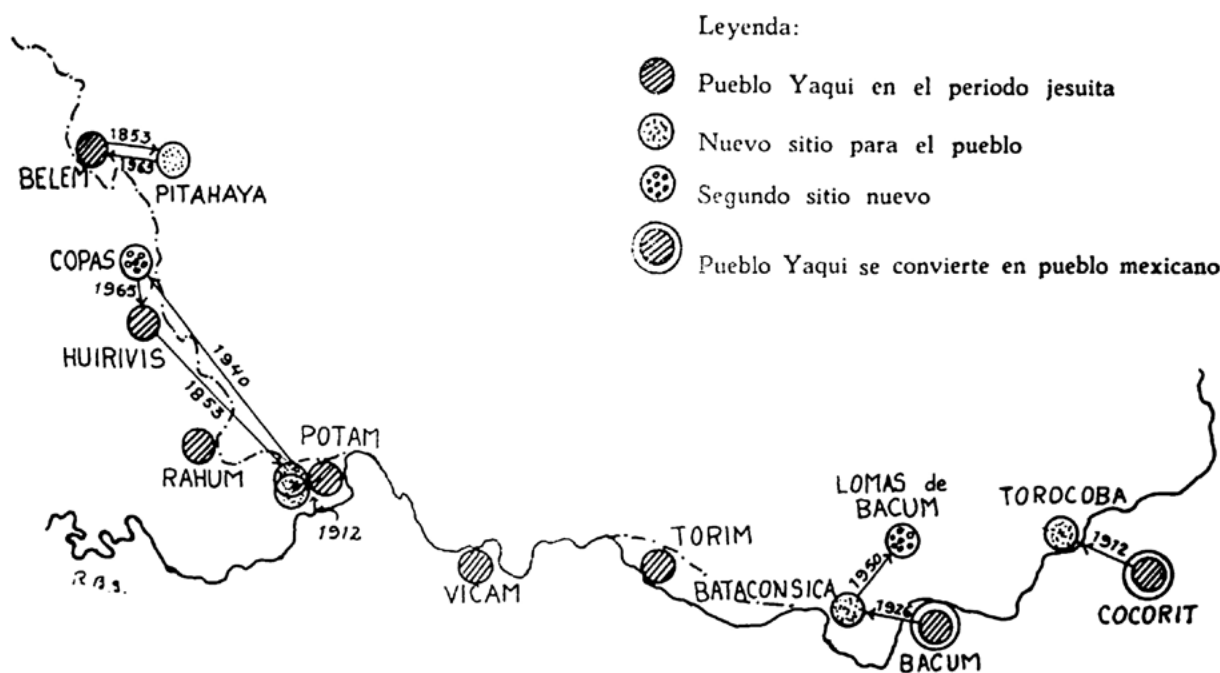 Leyenda:
Pueblo Yaqui en el periodo jesuita
Nuevo sitio para el pueblo
Segundo sitio nuevo
Pueblo Yaqui se convierte en pueblo mexicano
1853
1963
BELEM
PITAHAYA
COPAS
1965
HUIRIVIS
1940
1853
RAHUM
POTAM
1912
R.B.S.
VICAM
TORIM
LOMAS de
BACUM
TOROCOBA
1950
1912
BATACONSICA
1926
COCORIT
BACUM